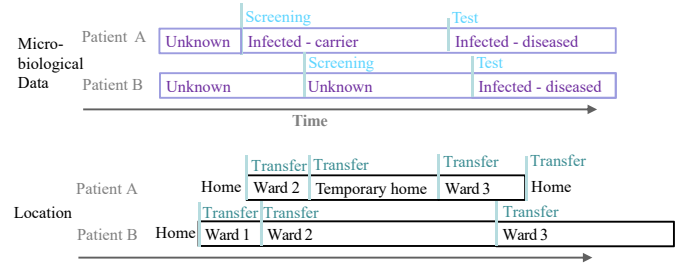 Screening Test
Micro-
biological
Data
Patient A
Unknown Infected - carrier Infected - diseased
Screening Test
Patient B
Unknown Unknown Infected - diseased
Time
Transfer Transfer Transfer Transfer
Patient A Home Ward 2 Temporary home Ward 3 Home
Location
Transfer Transfer Transfer
Patient B Home Ward 1 Ward 2 Ward 3